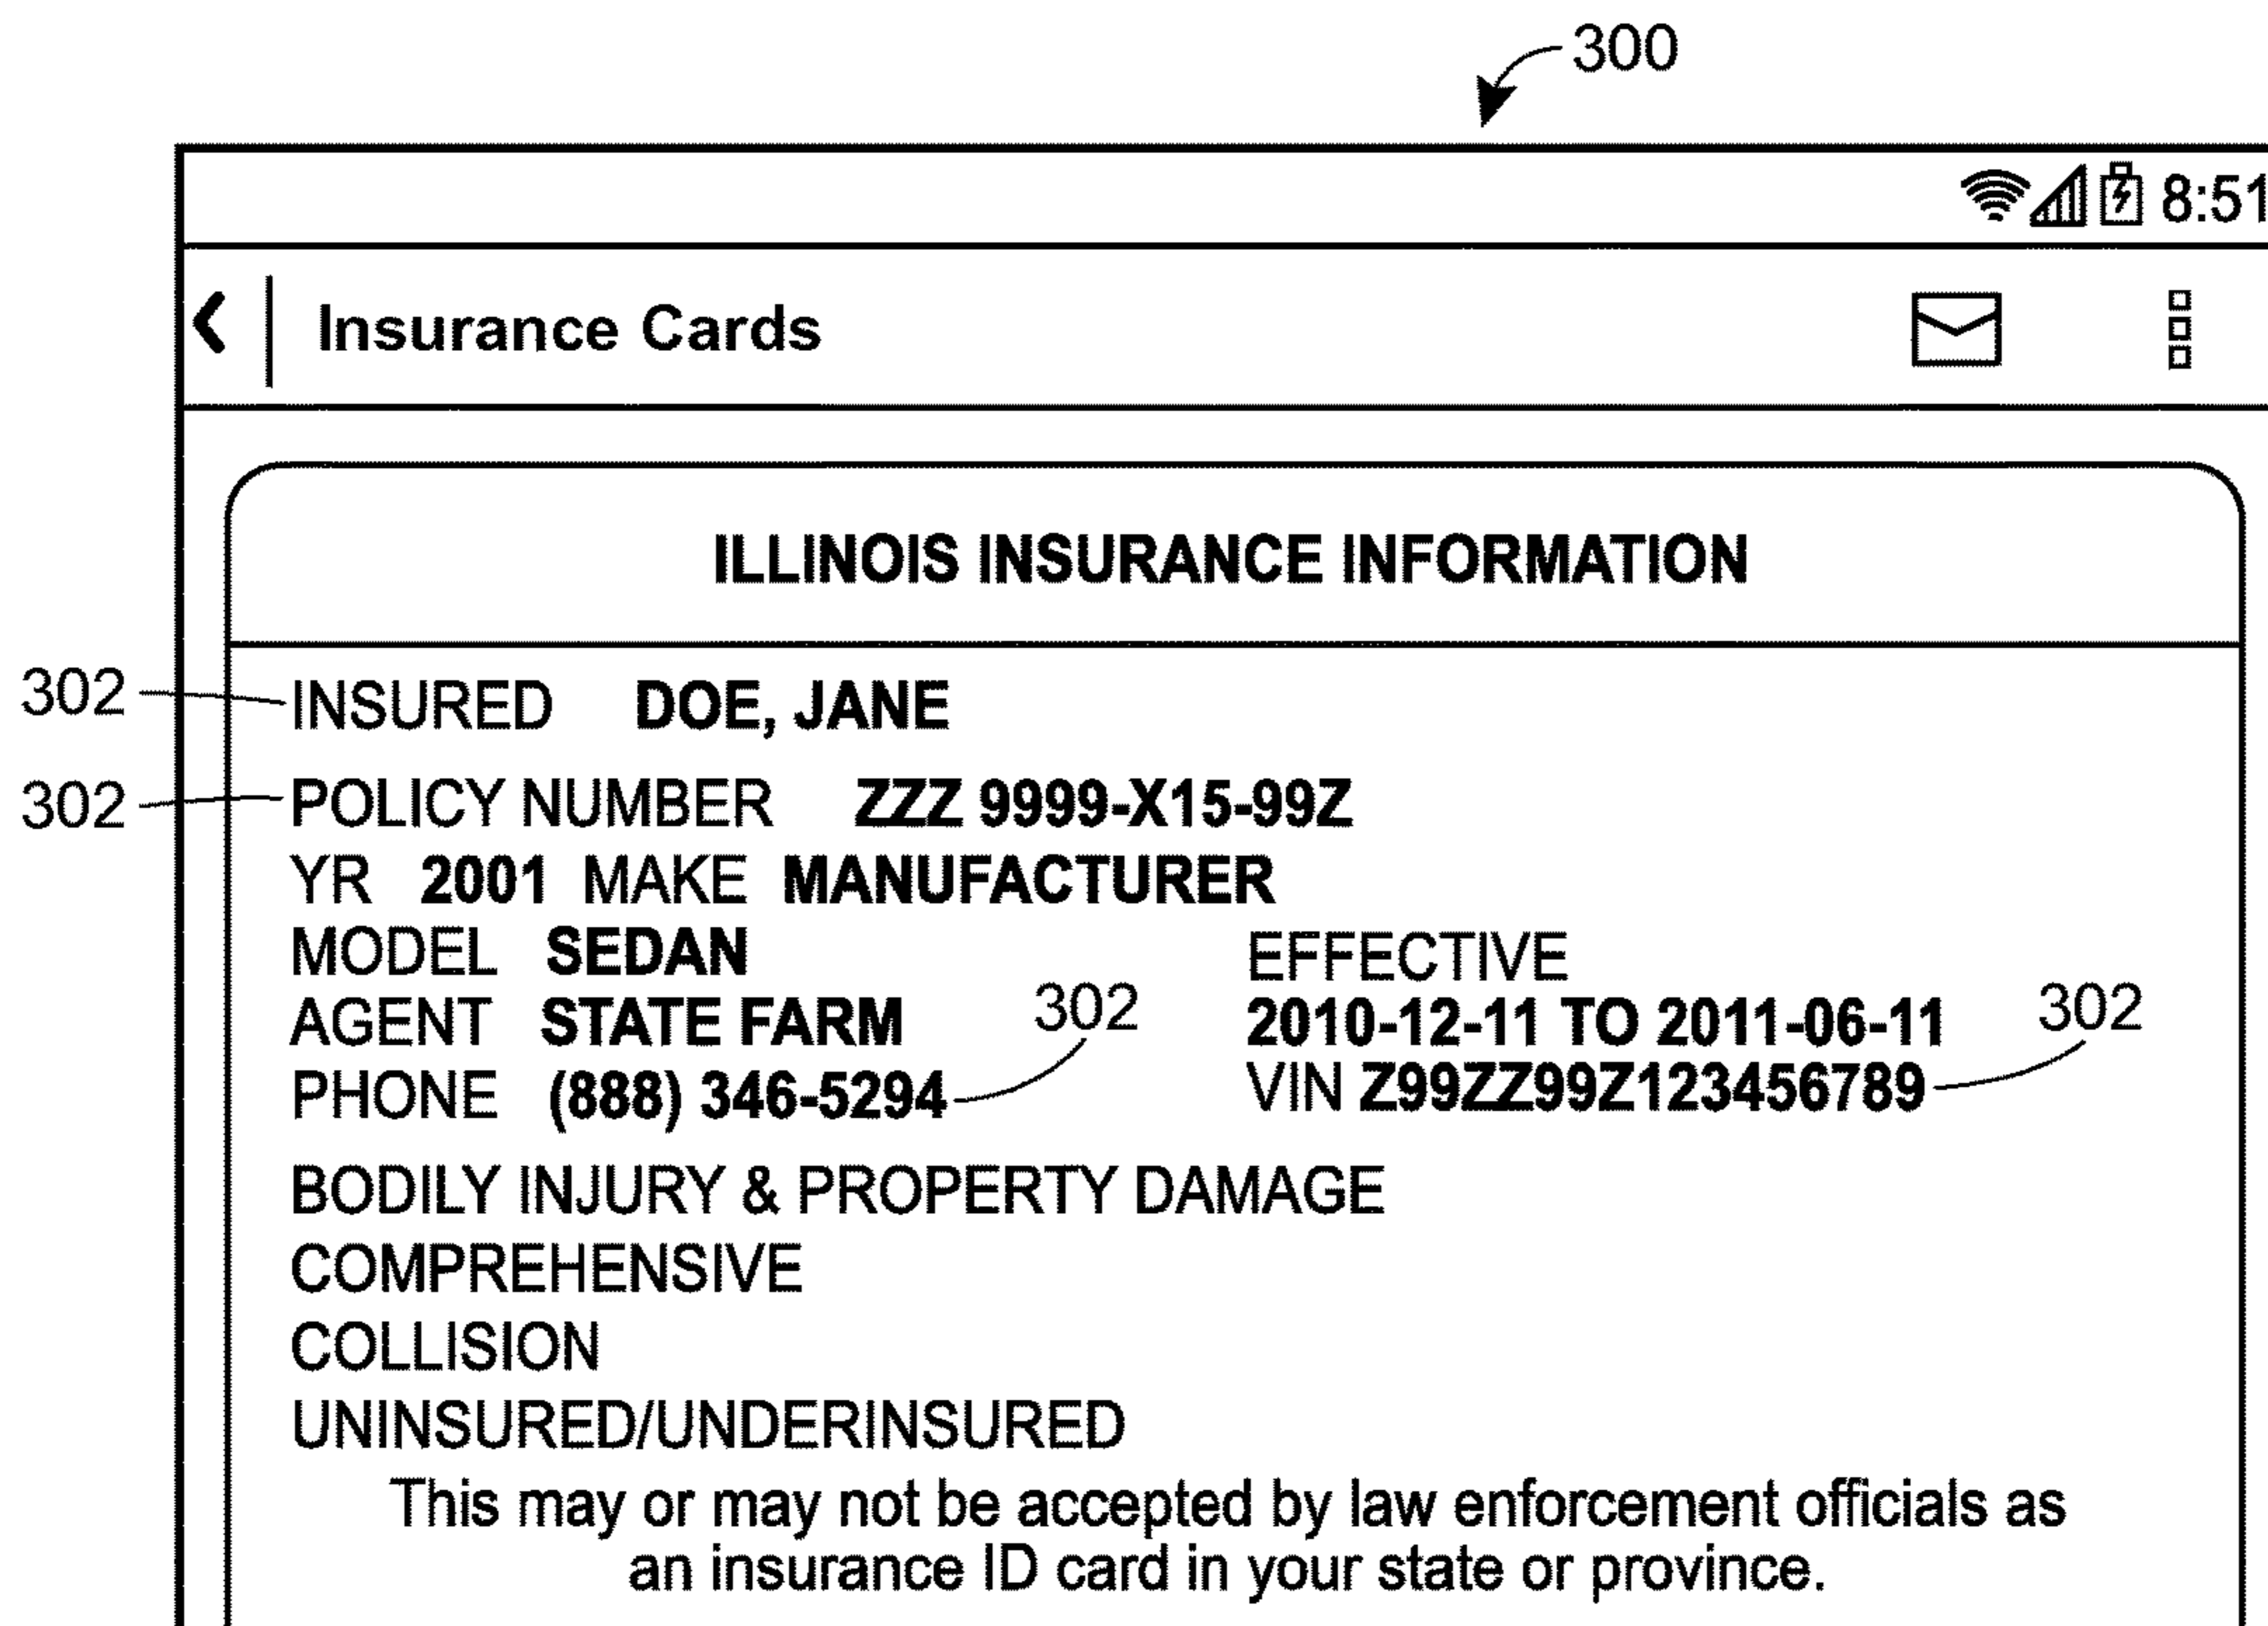 300
8:51
Insurance Cards
ILLINOIS INSURANCE INFORMATION
302 INSURED DOE, JANE
302 POLICY NUMBER ZZZ 9999-X15-99Z
YR 2001 MAKE MANUFACTURER
MODEL SEDAN
AGENT STATE FARM 302
PHONE (888) 346-5294
EFFECTIVE
2010-12-11 TO 2011-06-11 302
VIN Z99ZZ99Z123456789
BODILY INJURY & PROPERTY DAMAGE
COMPREHENSIVE
COLLISION
UNINSURED/UNDERINSURED
This may or may not be accepted by law enforcement officials as
an insurance ID card in your state or province.